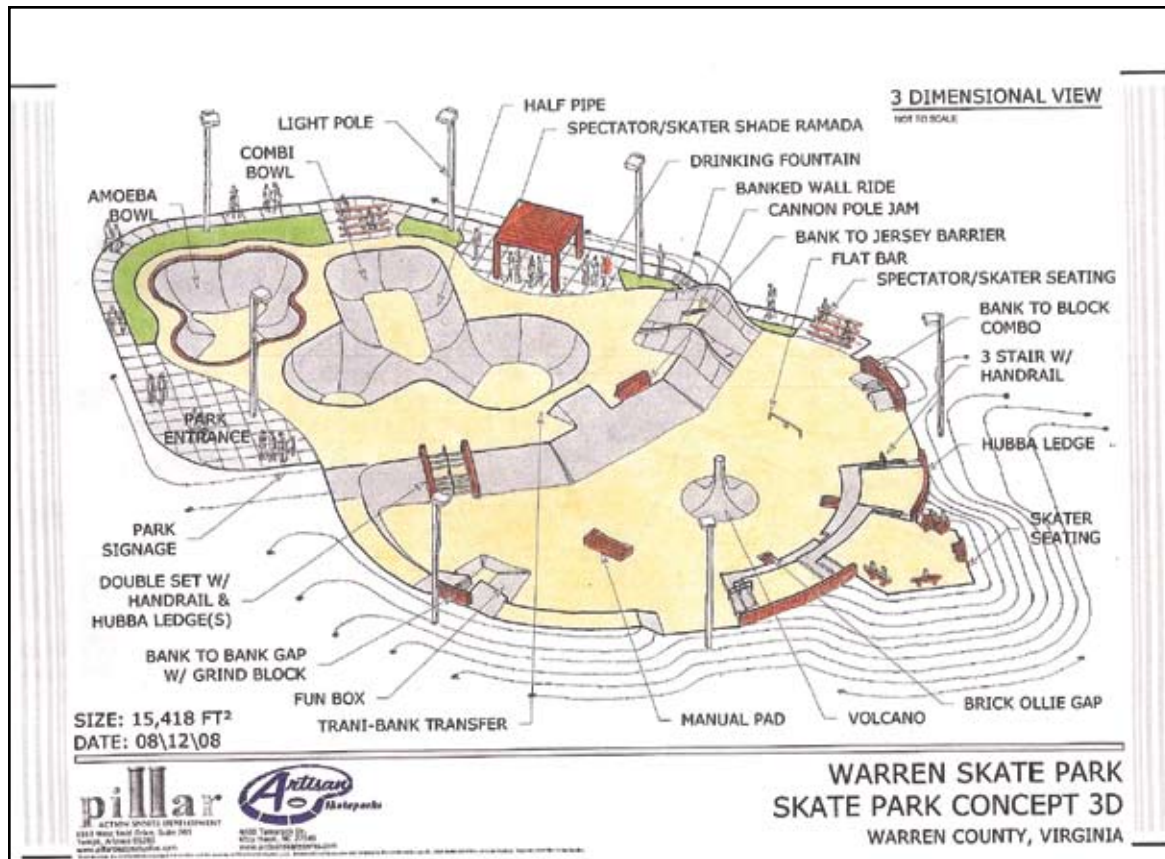 3 DIMENSIONAL VIEW
NOT TO SCALE
HALF PIPE
LIGHT POLE
SPECTATOR/SKATER SHADE RAMADA
COMBI
BOWL
DRINKING FOUNTAIN
BANKED WALL RIDE
AMOEBA
BOWL
CANNON POLE JAM
BANK TO JERSEY BARRIER
FLAT BAR
SPECTATOR/SKATER SEATING
BANK TO BLOCK
COMBO
3 STAIR W/
HANDRAIL
PARK
ENTRANCE
HUBBA LEDGE
PARK
SIGNAGE
SKATER
SEATING
DOUBLE SET W/
HANDRAIL &
HUBBA LEDGE(S)
BANK TO BANK GAP
W/ GRIND BLOCK
FUN BOX
TRANI-BANK TRANSFER
MANUAL PAD
VOLCANO
BRICK OLLIE GAP
SIZE: 15,418 FT²
DATE: 08\12\08
pillar
ACTION SPORTS DEVELOPMENT
Artisan
Skateparks
WARREN SKATE PARK
SKATE PARK CONCEPT 3D
WARREN COUNTY, VIRGINIA